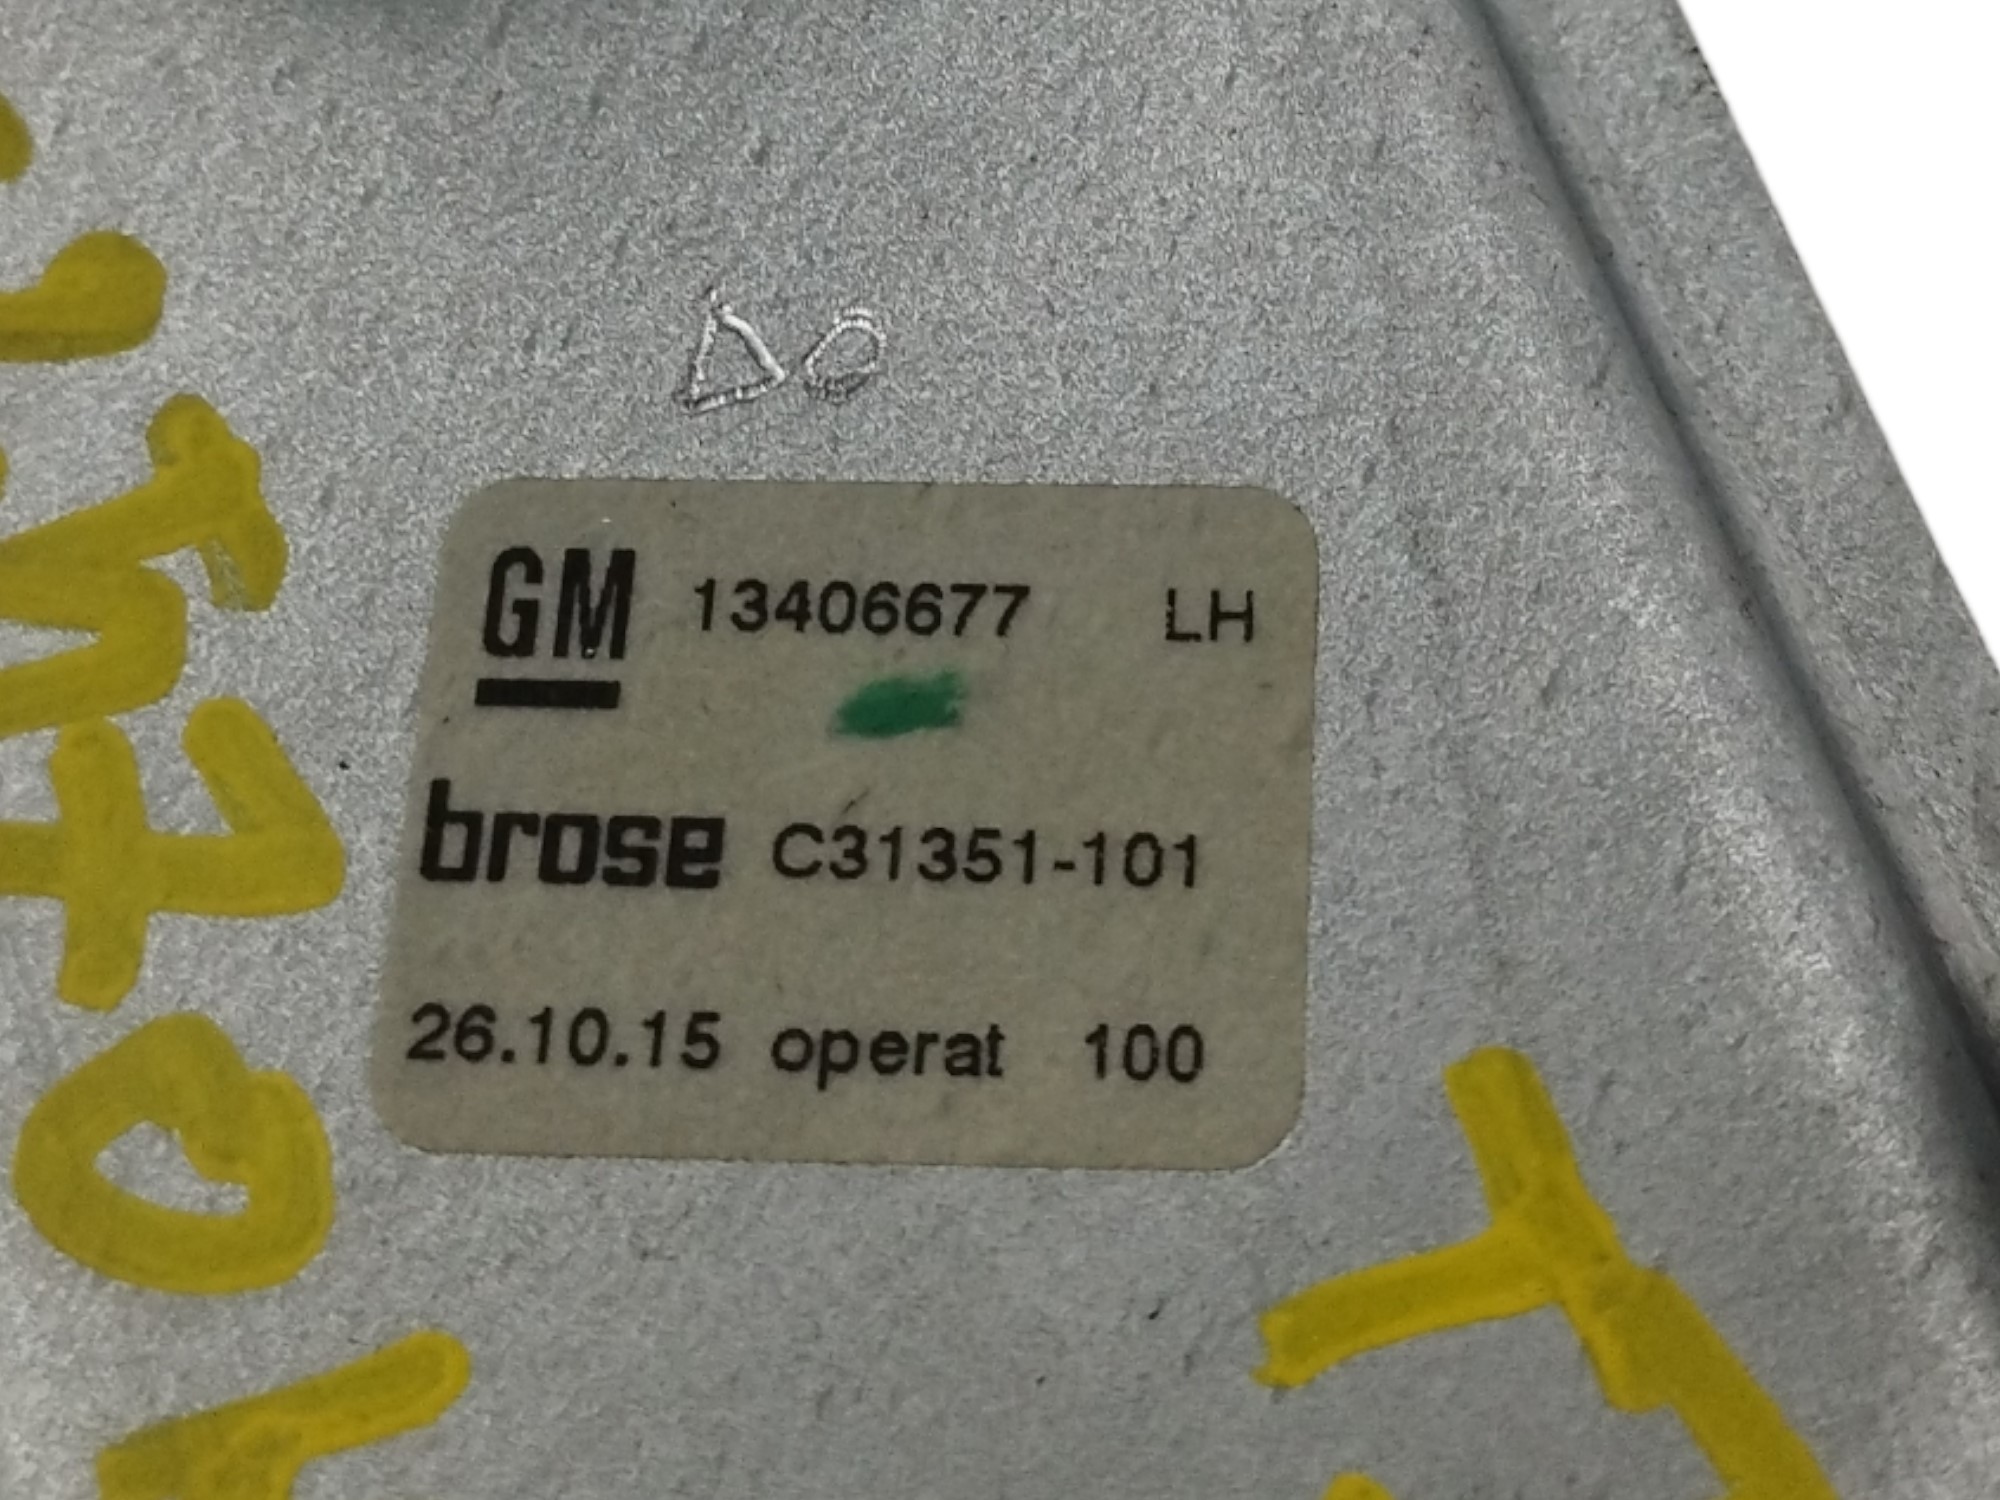 GM 13406677 LH
brose C31351-101
26.10.15 operat 100